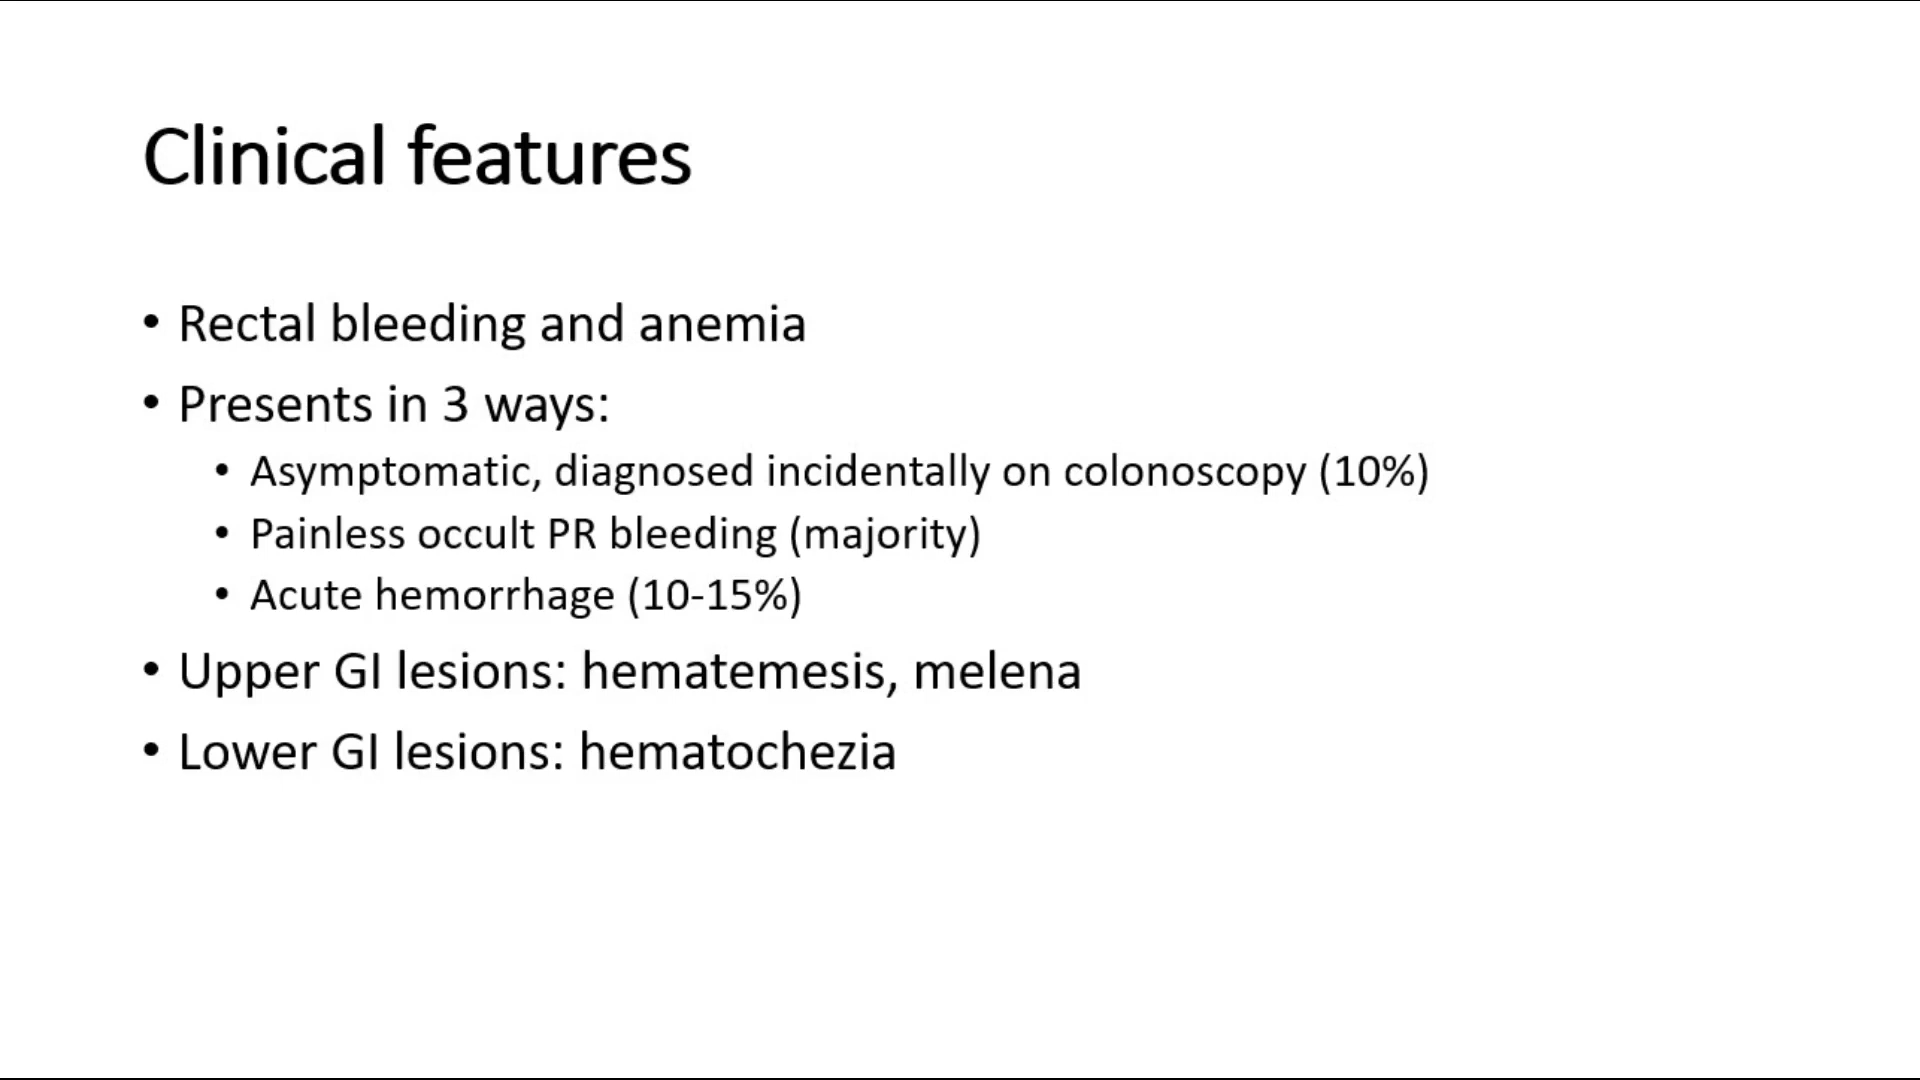 Clinical features
• Rectal bleeding and anemia
• Presents in 3 ways:
• Asymptomatic, diagnosed incidentally on colonoscopy (10%)
• Painless occult PR bleeding (majority)
• Acute hemorrhage (10-15%)
• Upper GI lesions: hematemesis, melena
• Lower GI lesions: hematochezia